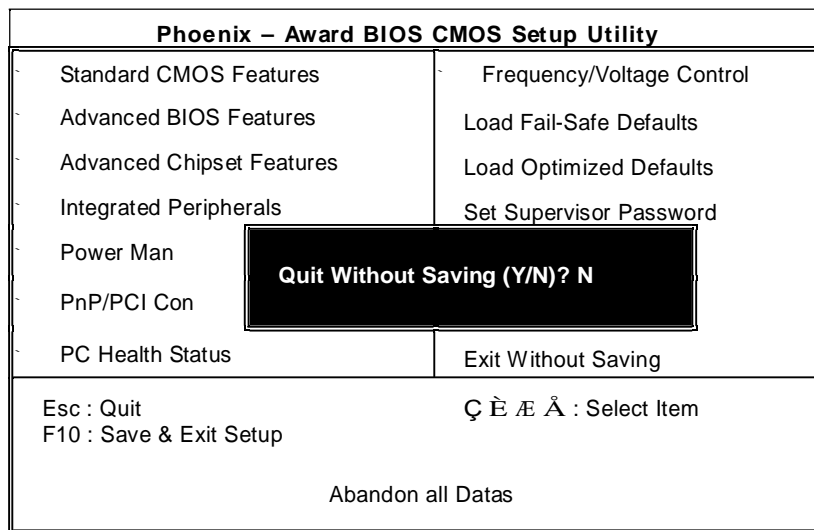 Phoenix – Award BIOS CMOS Setup Utility
` Standard CMOS Features
` Advanced BIOS Features
` Advanced Chipset Features
` Integrated Peripherals
` Power Man
` PnP/PCI Con
` PC Health Status
` Frequency/Voltage Control
Load Fail-Safe Defaults
Load Optimized Defaults
Set Supervisor Password
Quit Without Saving (Y/N)? N
Exit Without Saving
Esc : Quit
F10 : Save & Exit Setup
Ç È Æ Å : Select Item
Abandon all Datas